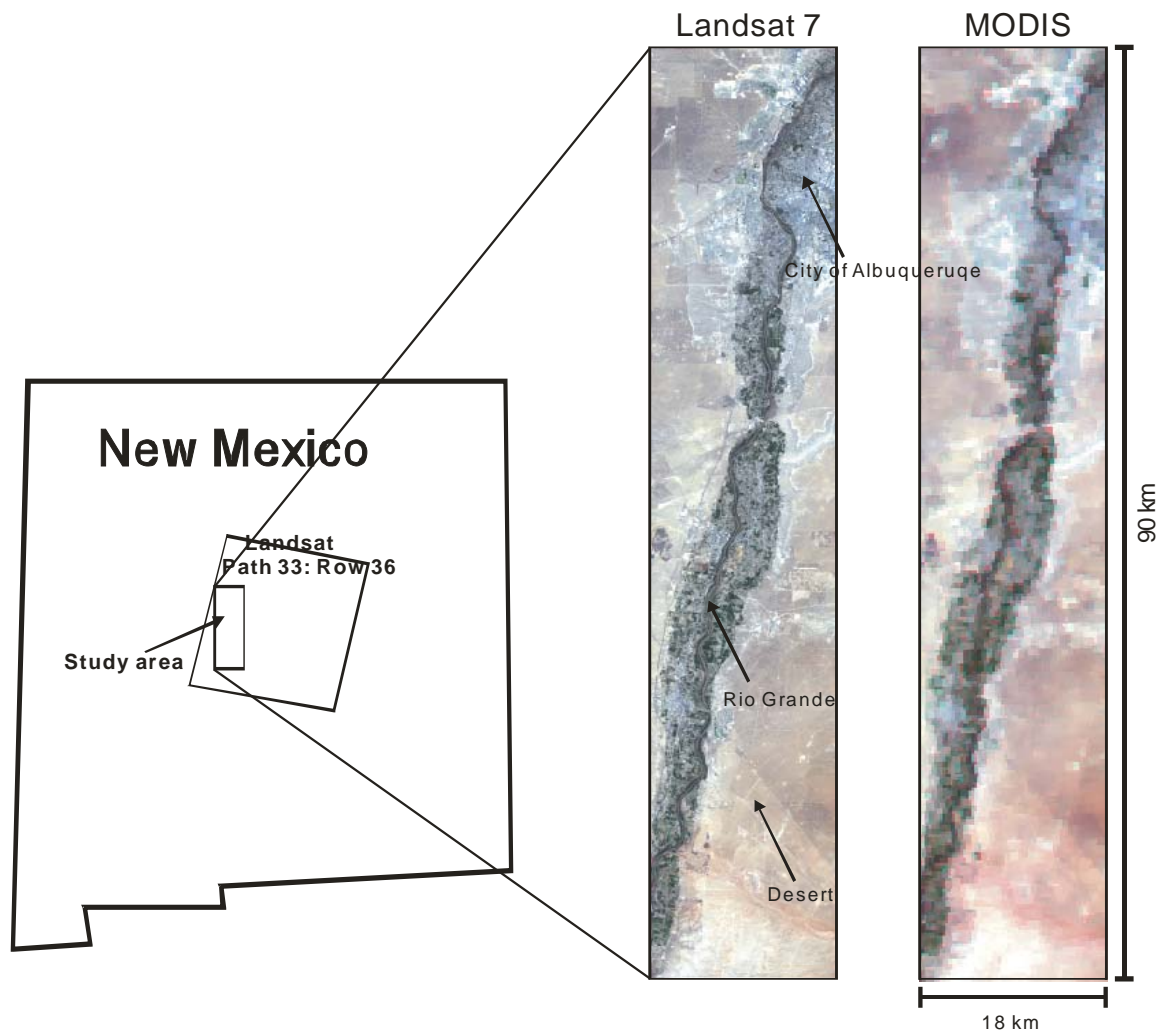 Landsat 7
MODIS
City of Albuqueruqe
New Mexico
Landsat
Path 33: Row 36
Study area
Rio Grande
Desert
90 km
18 km